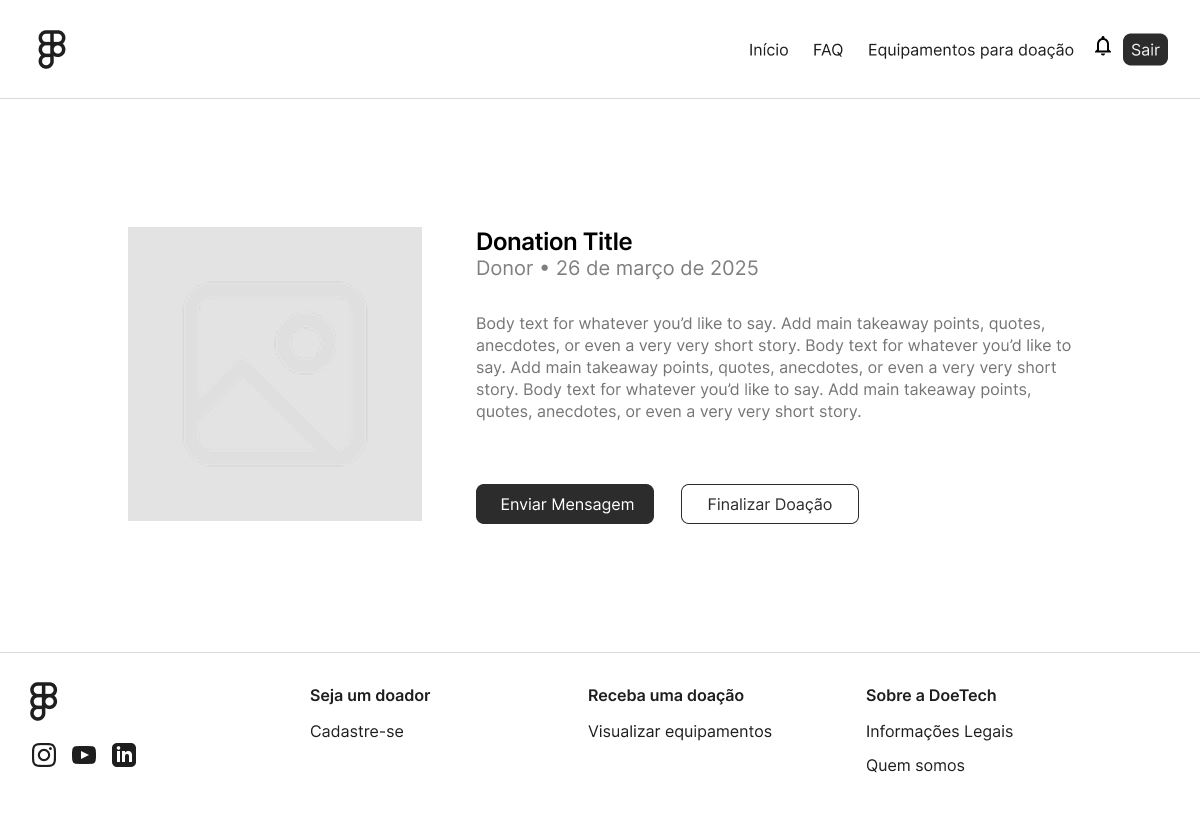 Início FAQ Equipamentos para doação Sair
Donation Title
Donor • 26 de março de 2025
Body text for whatever you’d like to say. Add main takeaway points, quotes,
anecdotes, or even a very very short story. Body text for whatever you’d like to
say. Add main takeaway points, quotes, anecdotes, or even a very very short
story. Body text for whatever you’d like to say. Add main takeaway points,
quotes, anecdotes, or even a very very short story.
Enviar Mensagem Finalizar Doação
Seja um doador
Cadastre-se
Receba uma doação
Visualizar equipamentos
Sobre a DoeTech
Informações Legais
Quem somos